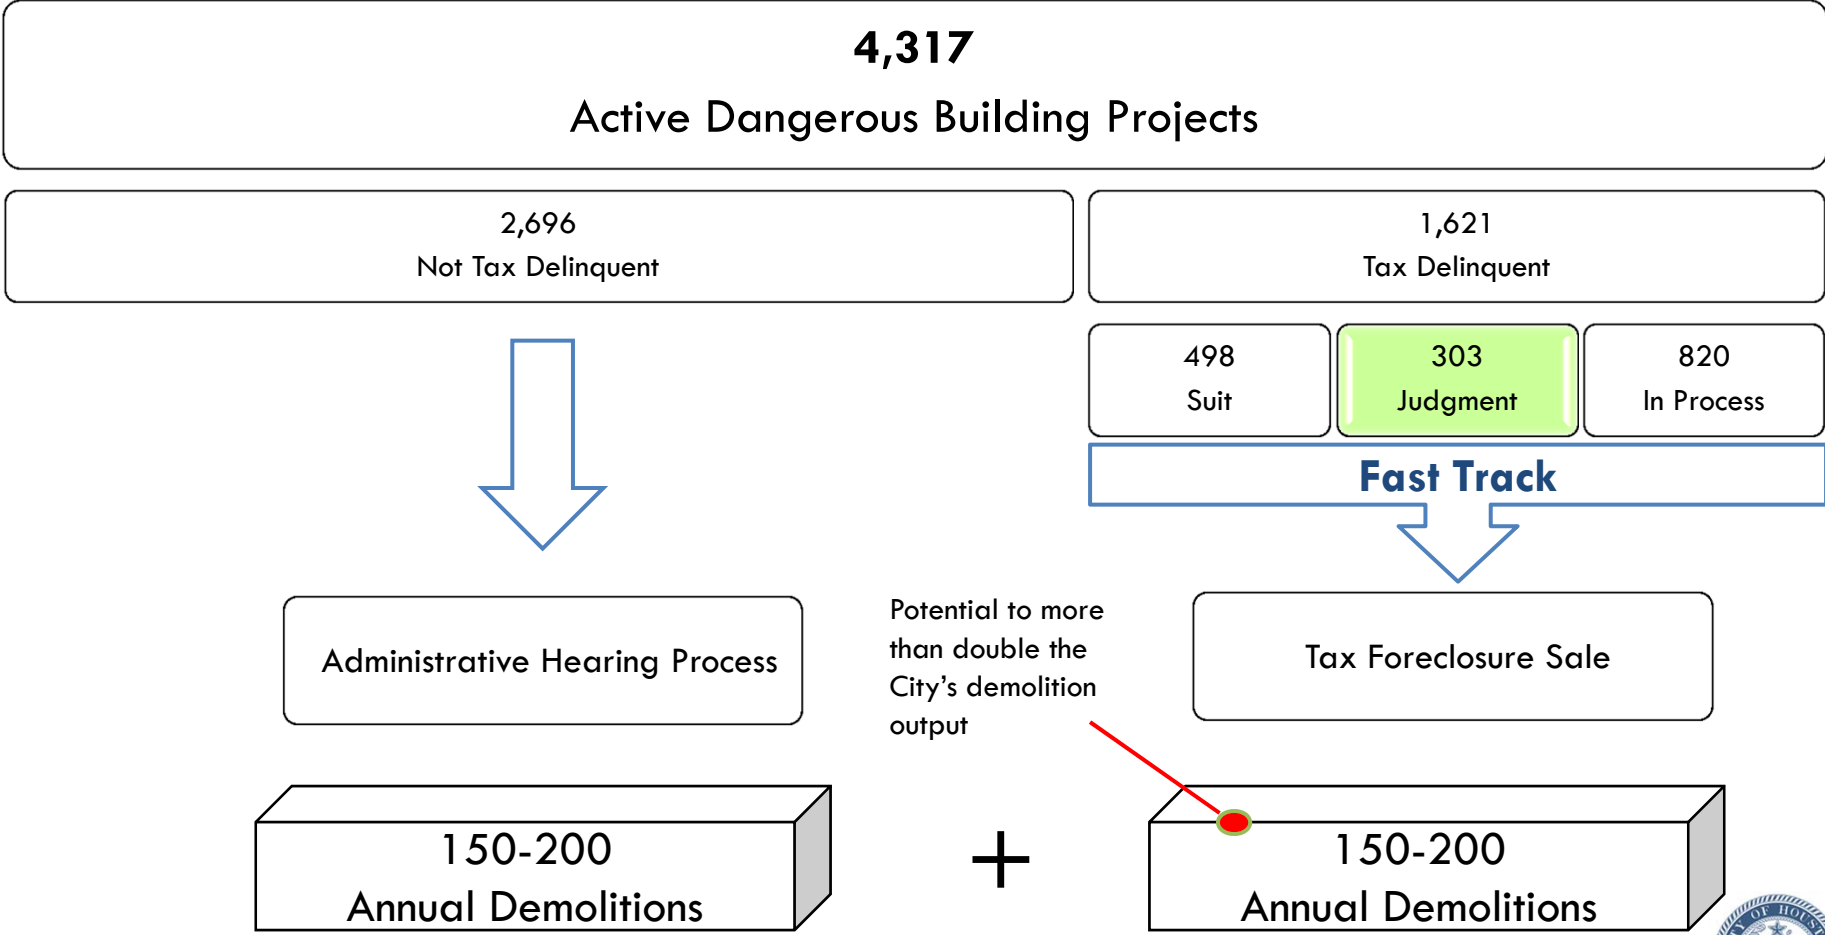 4,317
Active Dangerous Building Projects
2,696
Not Tax Delinquent
1,621
Tax Delinquent
498
Suit
303
Judgment
820
In Process
Fast Track
Administrative Hearing Process
Potential to more
than double the
City’s demolition
output
Tax Foreclosure Sale
150-200
Annual Demolitions
+
150-200
Annual Demolitions
OF HOUS